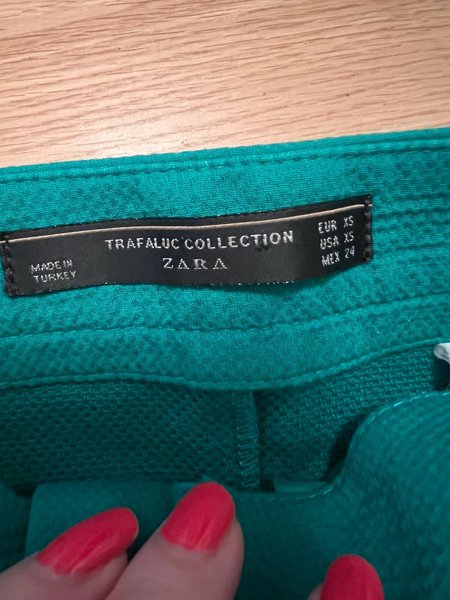 TRAFALUC COLLECTION
ZARA
MADE IN
TURKEY
EUR XS
USA XS
MEX 24